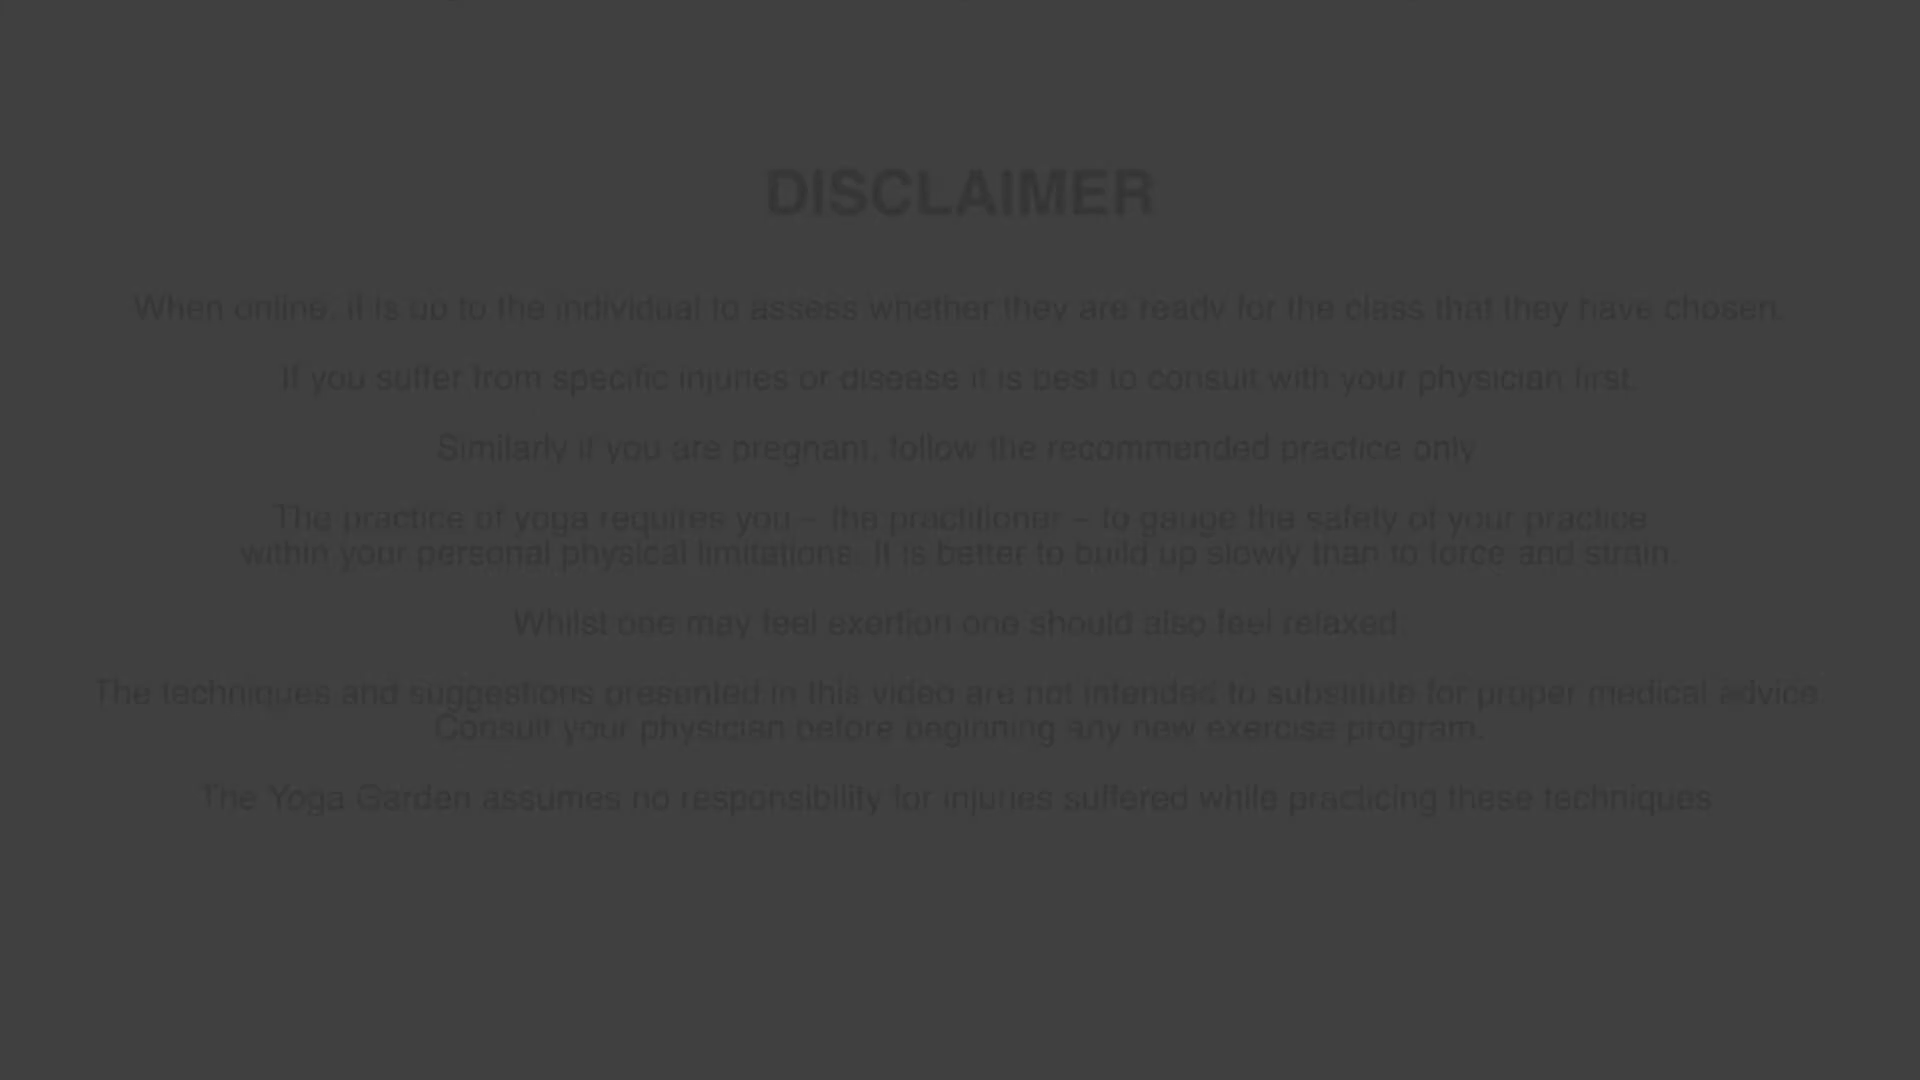 DISCLAIMER
When online, it is up to the individual to assess whether they are ready for the class that they have chosen.
If you suffer from specific injuries or disease it is best to consult with your physician first.
Similarly if you are pregnant, follow the recommended practice only
The practice of yoga requires you – the practitioner – to gauge the safety of your practice
within your personal physical limitations. It is better to build up slowly than to force and strain.
Whilst one may feel exertion one should also feel relaxed.
The techniques and suggestions presented in this video are not intended to substitute for proper medical advice.
Consult your physician before beginning any new exercise program.
The Yoga Garden assumes no responsibility for injuries suffered while practicing these techniques